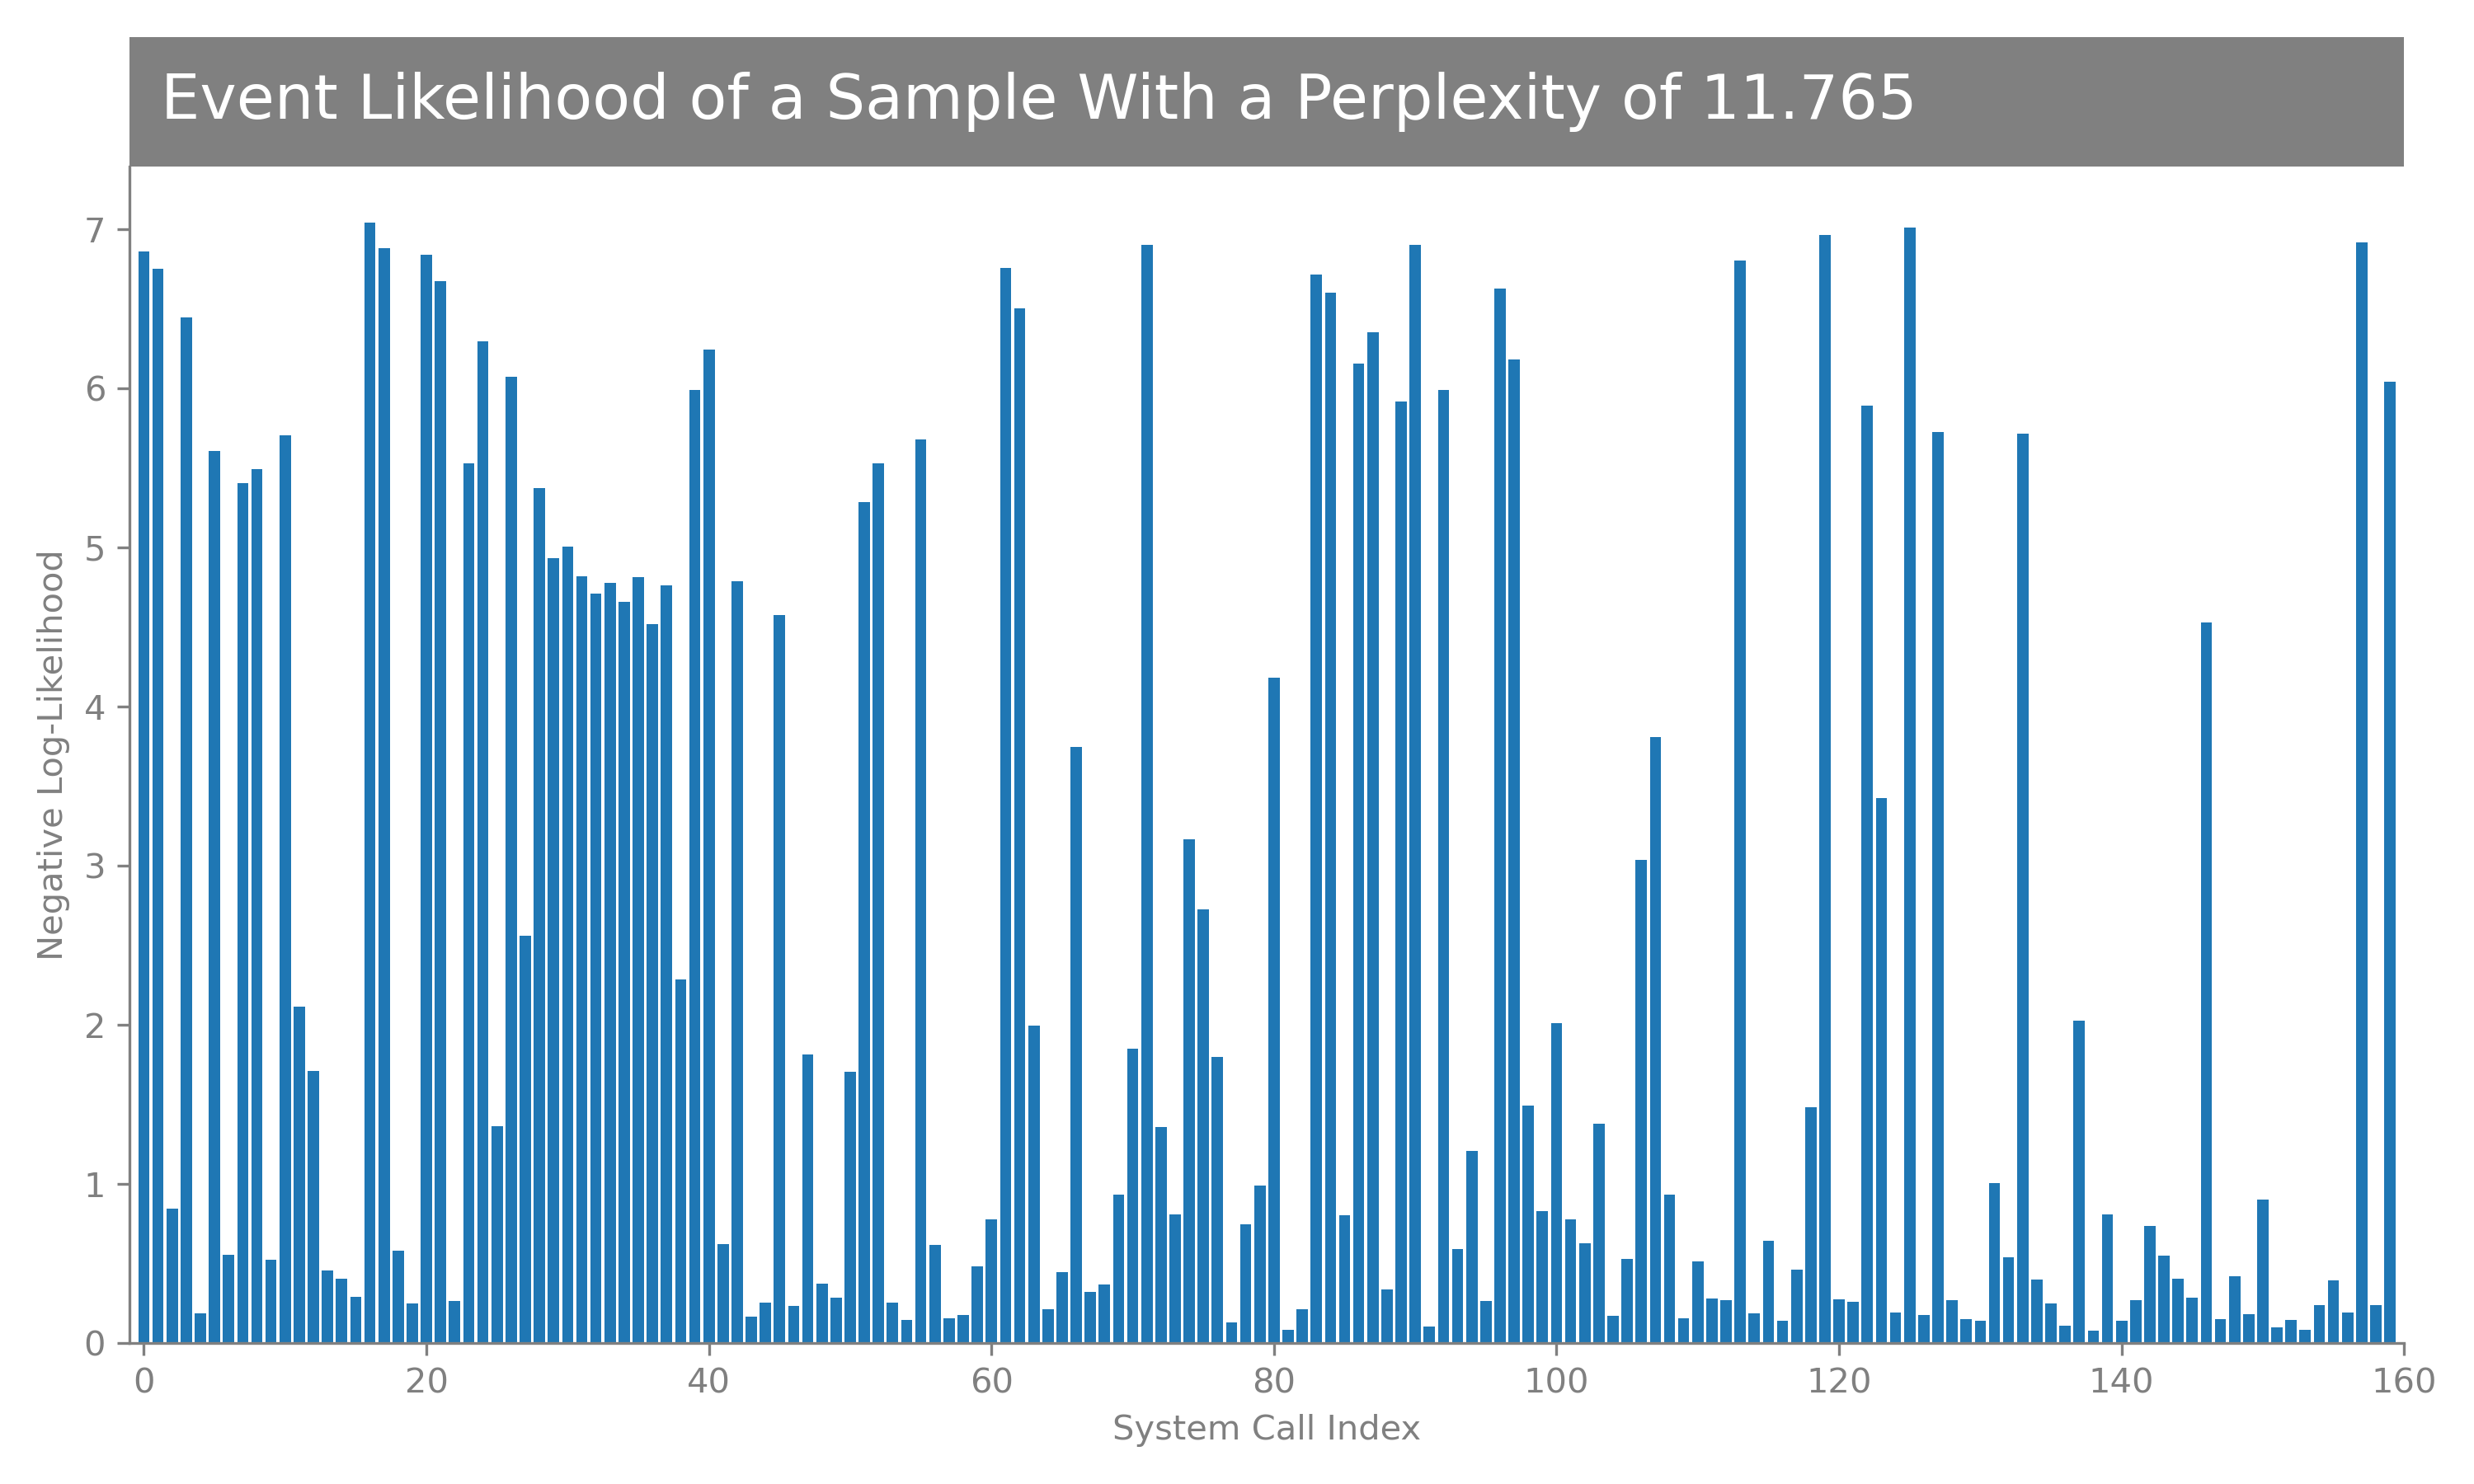 Event Likelihood of a Sample With a Perplexity of 11.765
7
6
5
4
3
2
1
0
Negative Log-Likelihood
0 20 40 60 80 100 120 140 160
System Call Index